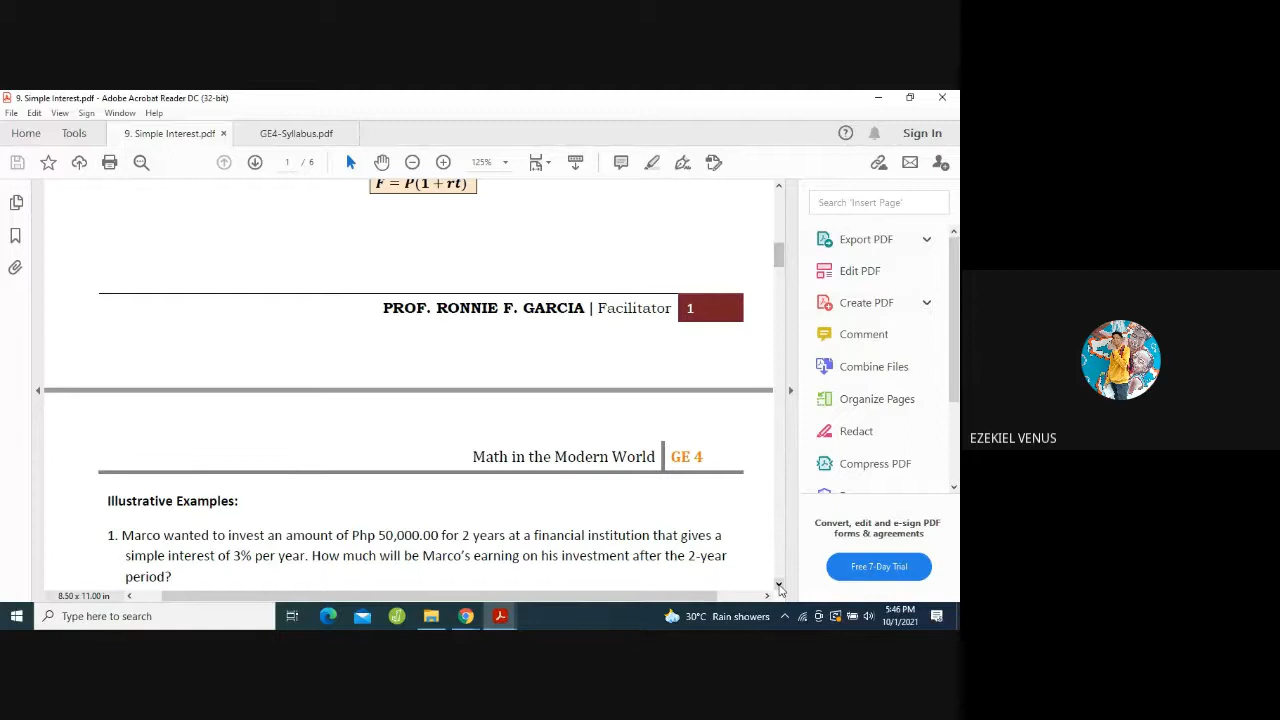 9. Simple Interest.pdf - Adobe Acrobat Reader DC (32-bit)
File Edit View Sign Window Help
Home Tools 9. Simple Interest.pdf × GE4-Syllabus.pdf Sign In
1 / 6 125%
F = P(1 + rt)
PROF. RONNIE F. GARCIA | Facilitator 1
Math in the Modern World GE 4
Illustrative Examples:
1. Marco wanted to invest an amount of Php 50,000.00 for 2 years at a financial institution that gives a
simple interest of 3% per year. How much will be Marco's earning on his investment after the 2-year
period?
8.50 x 11.00 in
Search 'Insert Page'
Export PDF
Edit PDF
Create PDF
Comment
Combine Files
Organize Pages
Redact
Compress PDF
Convert, edit and e-sign PDF
forms & agreements
Free 7-Day Trial
Type here to search
30°C Rain showers
5:46 PM
10/1/2021
EZEKIEL VENUS